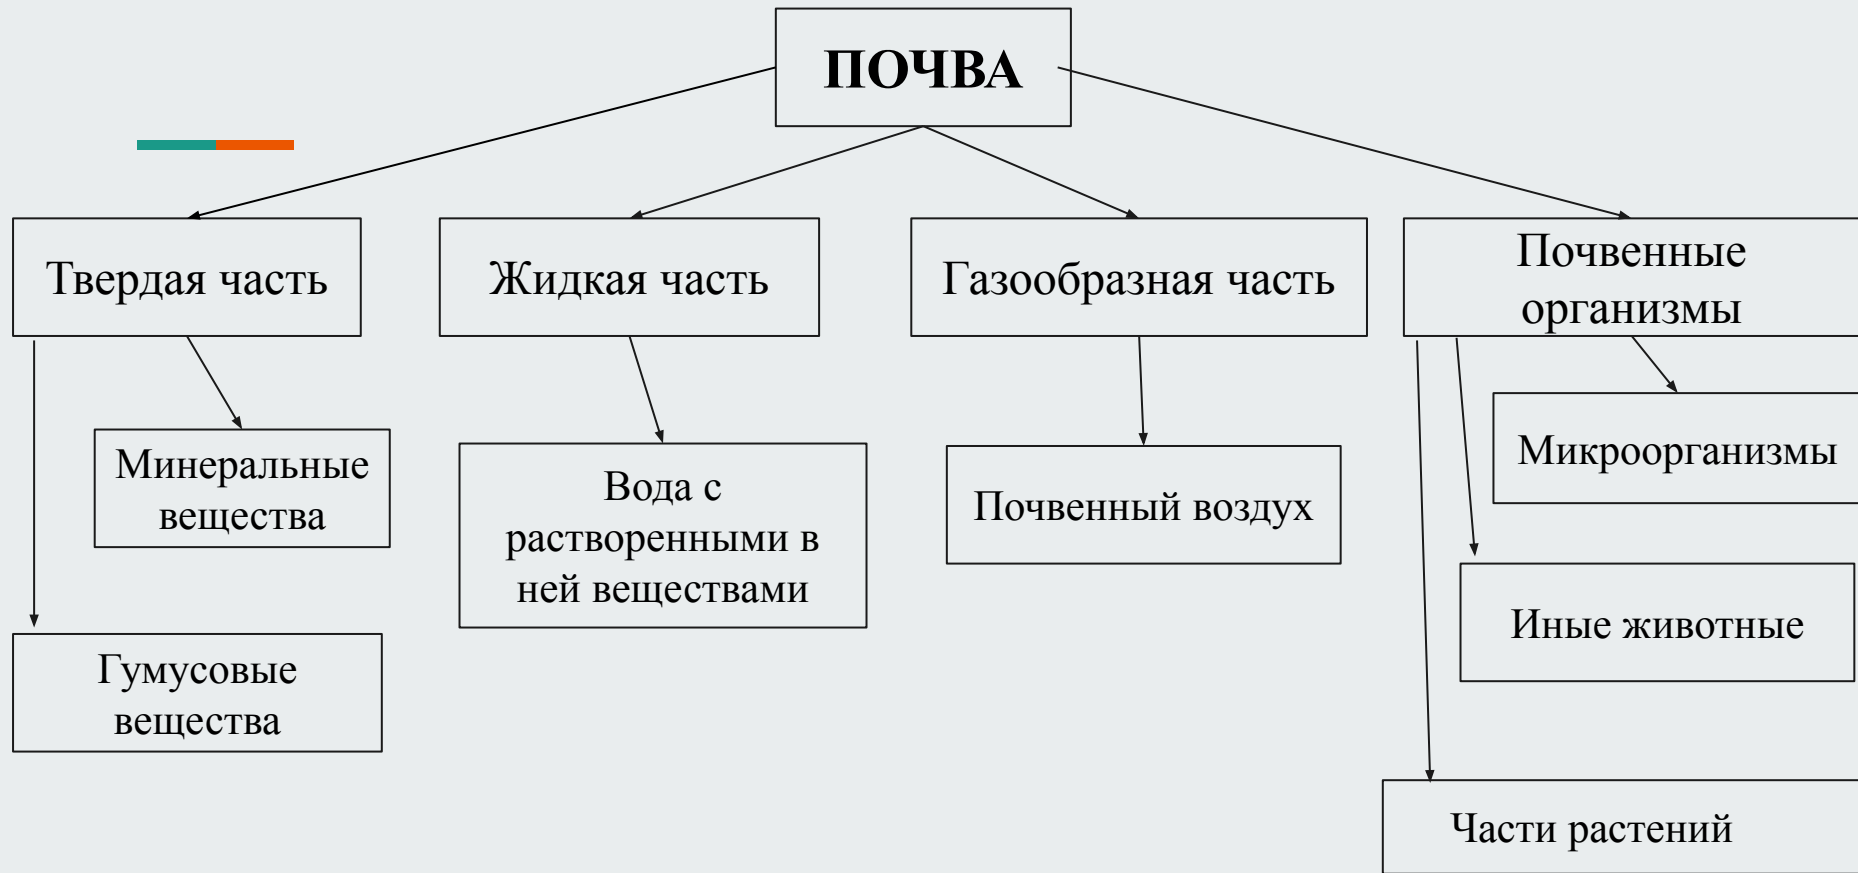 ПОЧВА
Твердая часть
Жидкая часть
Газообразная часть
Почвенные
организмы
Минеральные
вещества
Вода с
растворенными в
ней веществами
Почвенный воздух
Микроорганизмы
Иные животные
Гумусовые
вещества
Части растений